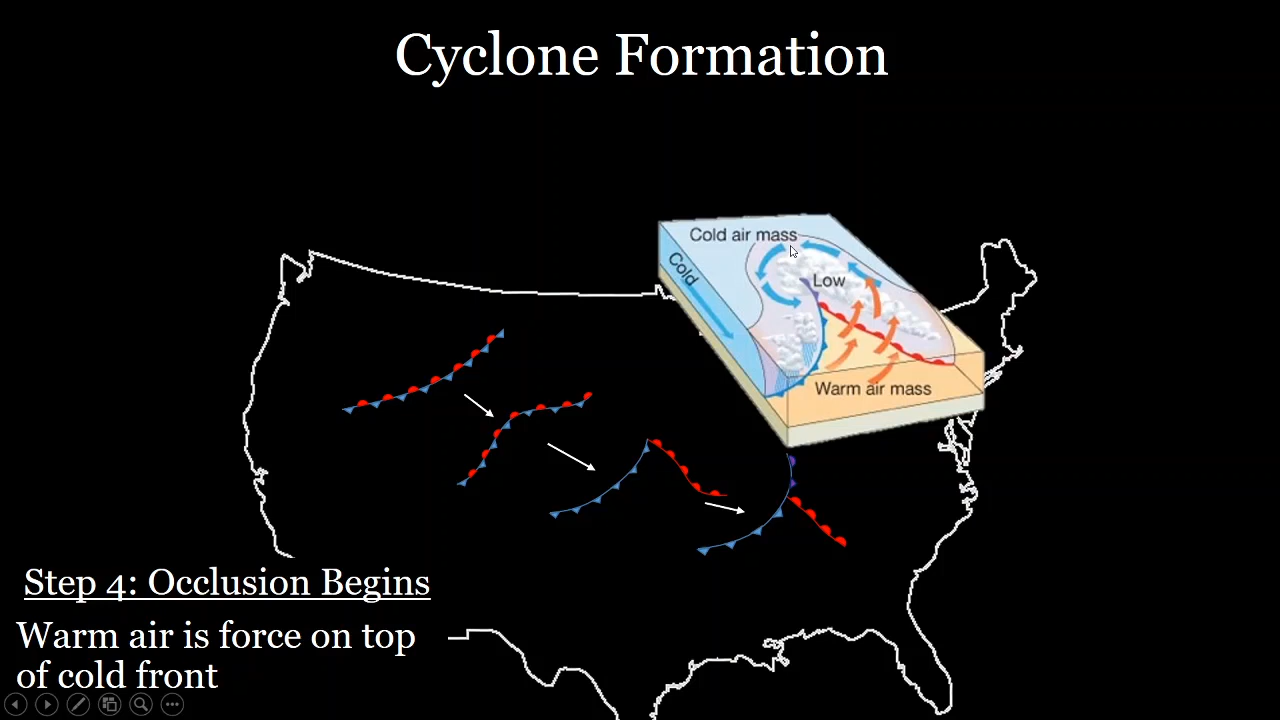 Cyclone Formation
Cold air mass
Cold
Low
Warm air mass
Step 4: Occlusion Begins
Warm air is force on top
of cold front